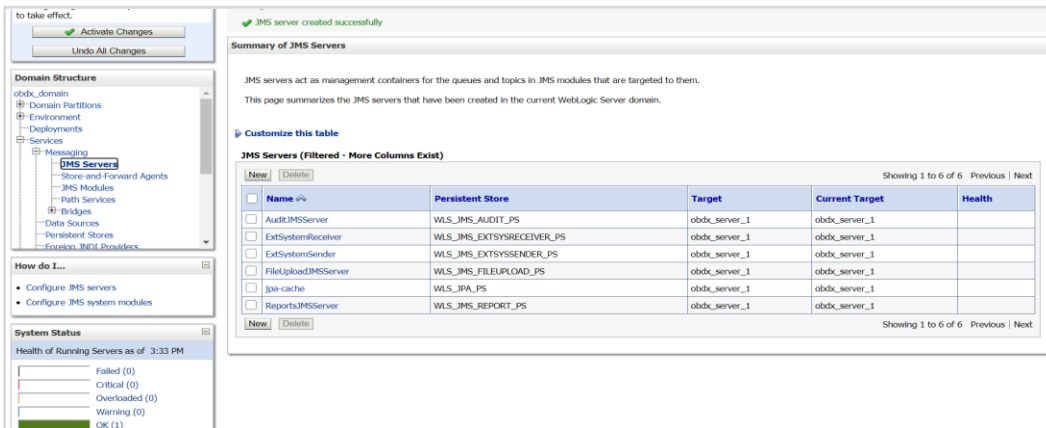 to take effect.
Activate Changes
Undo All Changes
Domain Structure
obdx_domain
Domain Partitions
Environment
Deployments
Services
Messaging
JMS Servers
Store-and-Forward Agents
JMS Modules
Path Services
Bridges
Data Sources
Persistent Stores
Foreign JNDI Providers
How do I...
Configure JMS servers
Configure JMS system modules
System Status
Health of Running Servers as of 3:33 PM
Failed (0)
Critical (0)
Overloaded (0)
Warning (0)
OK (1)
JMS server created successfully
Summary of JMS Servers
JMS servers act as management containers for the queues and topics in JMS modules that are targeted to them.
This page summarizes the JMS servers that have been created in the current WebLogic Server domain.
Customize this table
JMS Servers (Filtered - More Columns Exist)
New Delete Showing 1 to 6 of 6 Previous | Next
Name Persistent Store Target Current Target Health
AuditJMSServer WLS_JMS_AUDIT_PS obdx_server_1 obdx_server_1
ExtSystemReceiver WLS_JMS_EXTSYSRECEIVER_PS obdx_server_1 obdx_server_1
ExtSystemSender WLS_JMS_EXTSYSSENDER_PS obdx_server_1 obdx_server_1
FileUploadJMSServer WLS_JMS_FILEUPLOAD_PS obdx_server_1 obdx_server_1
jpa-cache WLS_JPA_PS obdx_server_1 obdx_server_1
ReportsJMSServer WLS_JMS_REPORT_PS obdx_server_1 obdx_server_1
New Delete Showing 1 to 6 of 6 Previous | Next